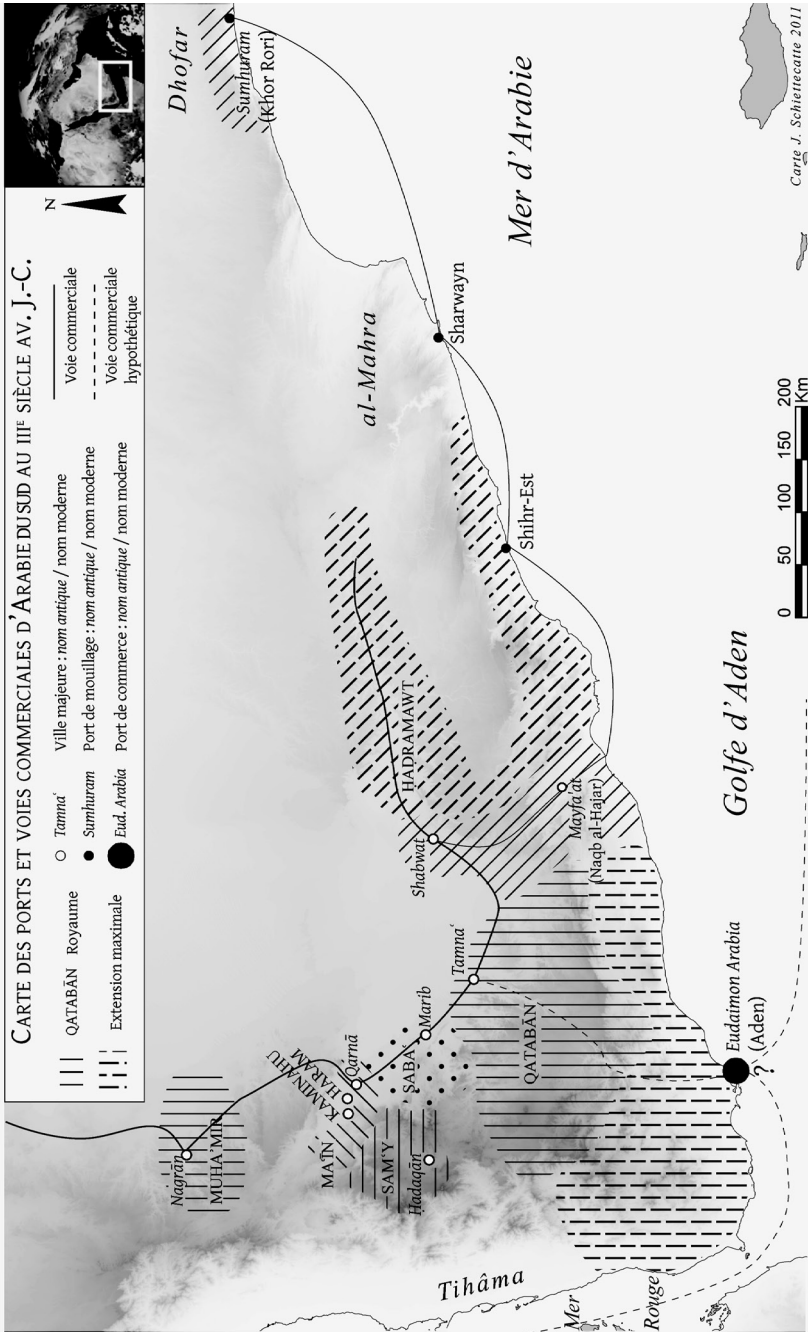 CARTE DES PORTS ET VOIES COMMERCIALES D'ARABIE DU SUD AU IIIE SIÈCLE AV. J.-C.
QATABĀN Royaume
Extension maximale
Tamnaʿ Ville majeure : nom antique / nom moderne
Sumhuram Port de mouillage : nom antique / nom moderne
Eud. Arabia Port de commerce : nom antique / nom moderne
Voie commerciale
Voie commerciale
hypothétique
N
Dhofar
Sumhuram
(Khor Rori)
Nagrān
MUHAʾMIR
KAMINAHU
HARAM
Qarnā
MAʿĪN
SAMʿY
Ḥadaqān
SABAʾ
Marib
Tamnaʿ
QATABĀN
Shabwat
HADRAMAWT
Mayfaʿat
(Naqb al-Hajar)
al-Mahra
Sharwayn
Shihr-Est
Mer d'Arabie
Golfe d'Aden
Eudaimon Arabia
(Aden)
?
Tihâma
Mer
Rouge
0 50 100 150 200
Km
Carte J. Schiettecatte 2011